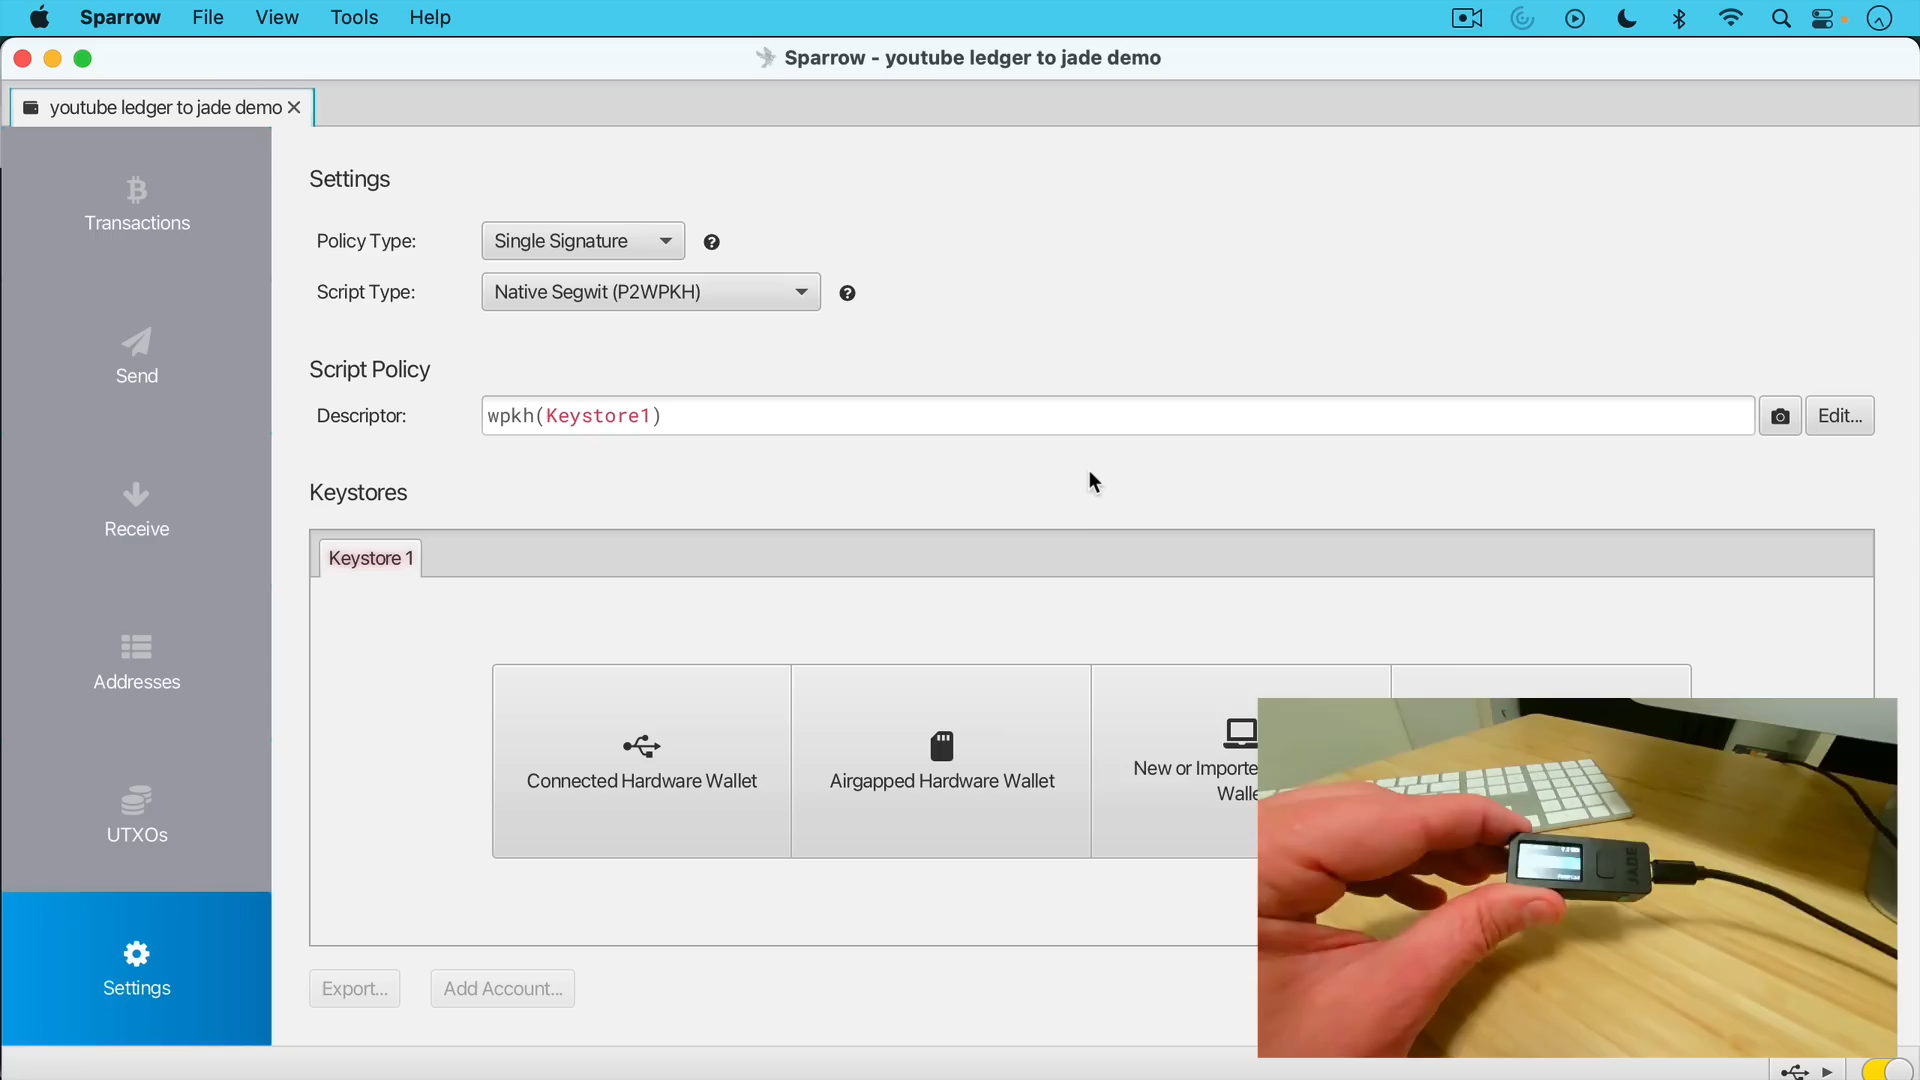 Sparrow File View Tools Help
Sparrow - youtube ledger to jade demo
youtube ledger to jade demo
Transactions
Send
Receive
Addresses
UTXOs
Settings
Settings
Policy Type: Single Signature
Script Type: Native Segwit (P2WPKH)
Script Policy
Descriptor: wpkh(Keystore1) Edit...
Keystores
Keystore 1
Connected Hardware Wallet
Airgapped Hardware Wallet
New or Importe
Walle
JADE
Export... Add Account...